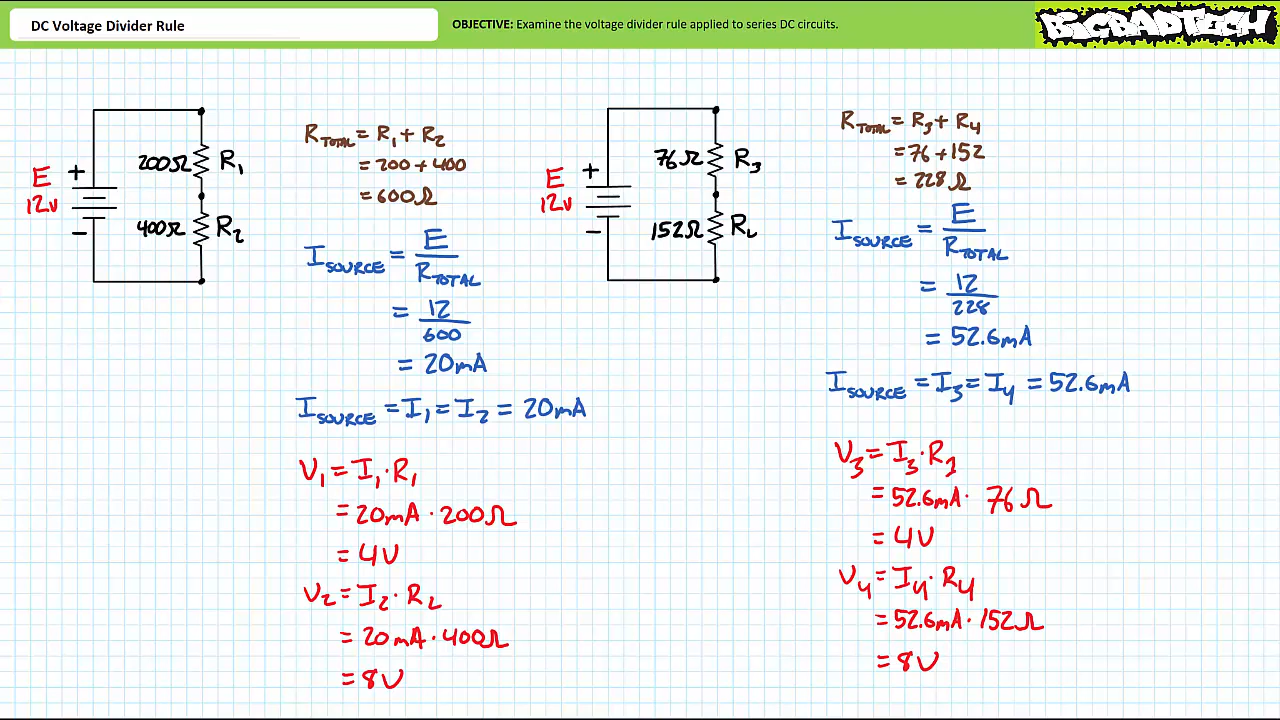 DC Voltage Divider Rule
OBJECTIVE: Examine the voltage divider rule applied to series DC circuits.
BIGBADTECH
E
12V
+
−
200Ω
R1
400Ω
R2
RTOTAL = R1 + R2
= 200 + 400
= 600Ω
ISOURCE = E / RTOTAL
= 12 / 600
= 20mA
ISOURCE = I1 = I2 = 20mA
V1 = I1 · R1
= 20mA · 200Ω
= 4V
V2 = I2 · R2
= 20mA · 400Ω
= 8V
E
12V
+
−
76Ω
R3
152Ω
R4
RTOTAL = R3 + R4
= 76 + 152
= 228Ω
ISOURCE = E / RTOTAL
= 12 / 228
= 52.6mA
ISOURCE = I3 = I4 = 52.6mA
V3 = I3 · R3
= 52.6mA · 76Ω
= 4V
V4 = I4 · R4
= 52.6mA · 152Ω
= 8V